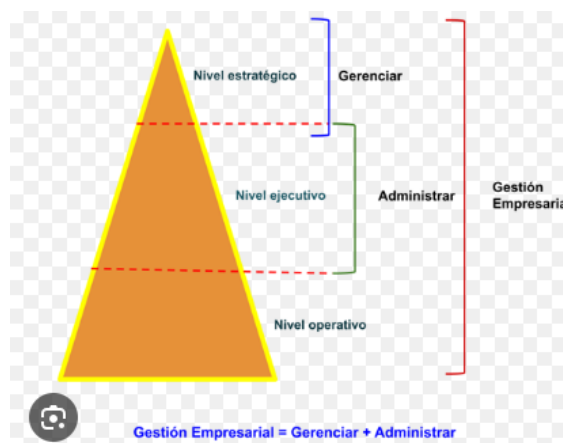 Nivel estratégico
Gerenciar
Nivel ejecutivo
Administrar
Gestión
Empresaria
Nivel operativo
Gestión Empresarial = Gerenciar + Administrar